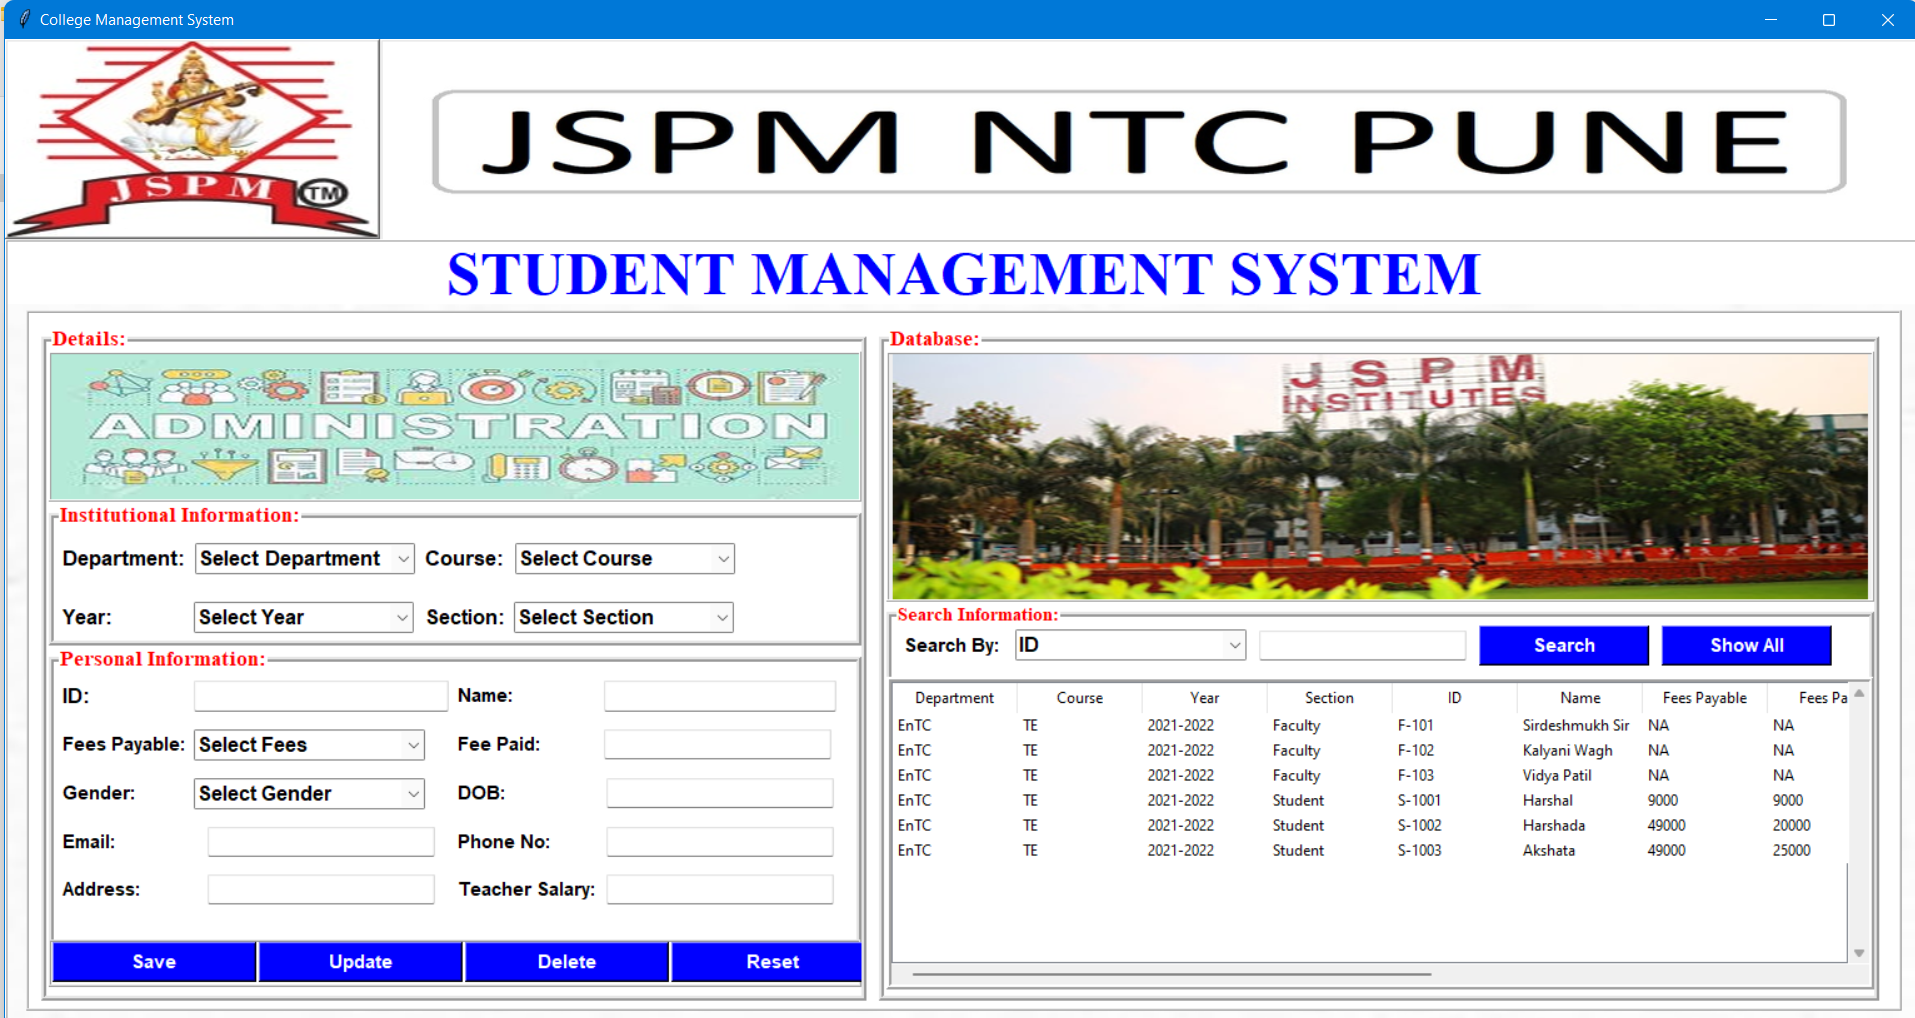 College Management System
JSPM TM
JSPM NTC PUNE
STUDENT MANAGEMENT SYSTEM
Details:
ADMINISTRATION
Institutional Information:
Department: Select Department Course: Select Course
Year: Select Year Section: Select Section
Personal Information:
ID: Name:
Fees Payable: Select Fees Fee Paid:
Gender: Select Gender DOB:
Email: Phone No:
Address: Teacher Salary:
Save Update Delete Reset
Database:
JSPM
INSTITUTES
Search Information:
Search By: ID Search Show All
Department Course Year Section ID Name Fees Payable Fees Pa
EnTC TE 2021-2022 Faculty F-101 Sirdeshmukh Sir NA NA
EnTC TE 2021-2022 Faculty F-102 Kalyani Wagh NA NA
EnTC TE 2021-2022 Faculty F-103 Vidya Patil NA NA
EnTC TE 2021-2022 Student S-1001 Harshal 9000 9000
EnTC TE 2021-2022 Student S-1002 Harshada 49000 20000
EnTC TE 2021-2022 Student S-1003 Akshata 49000 25000